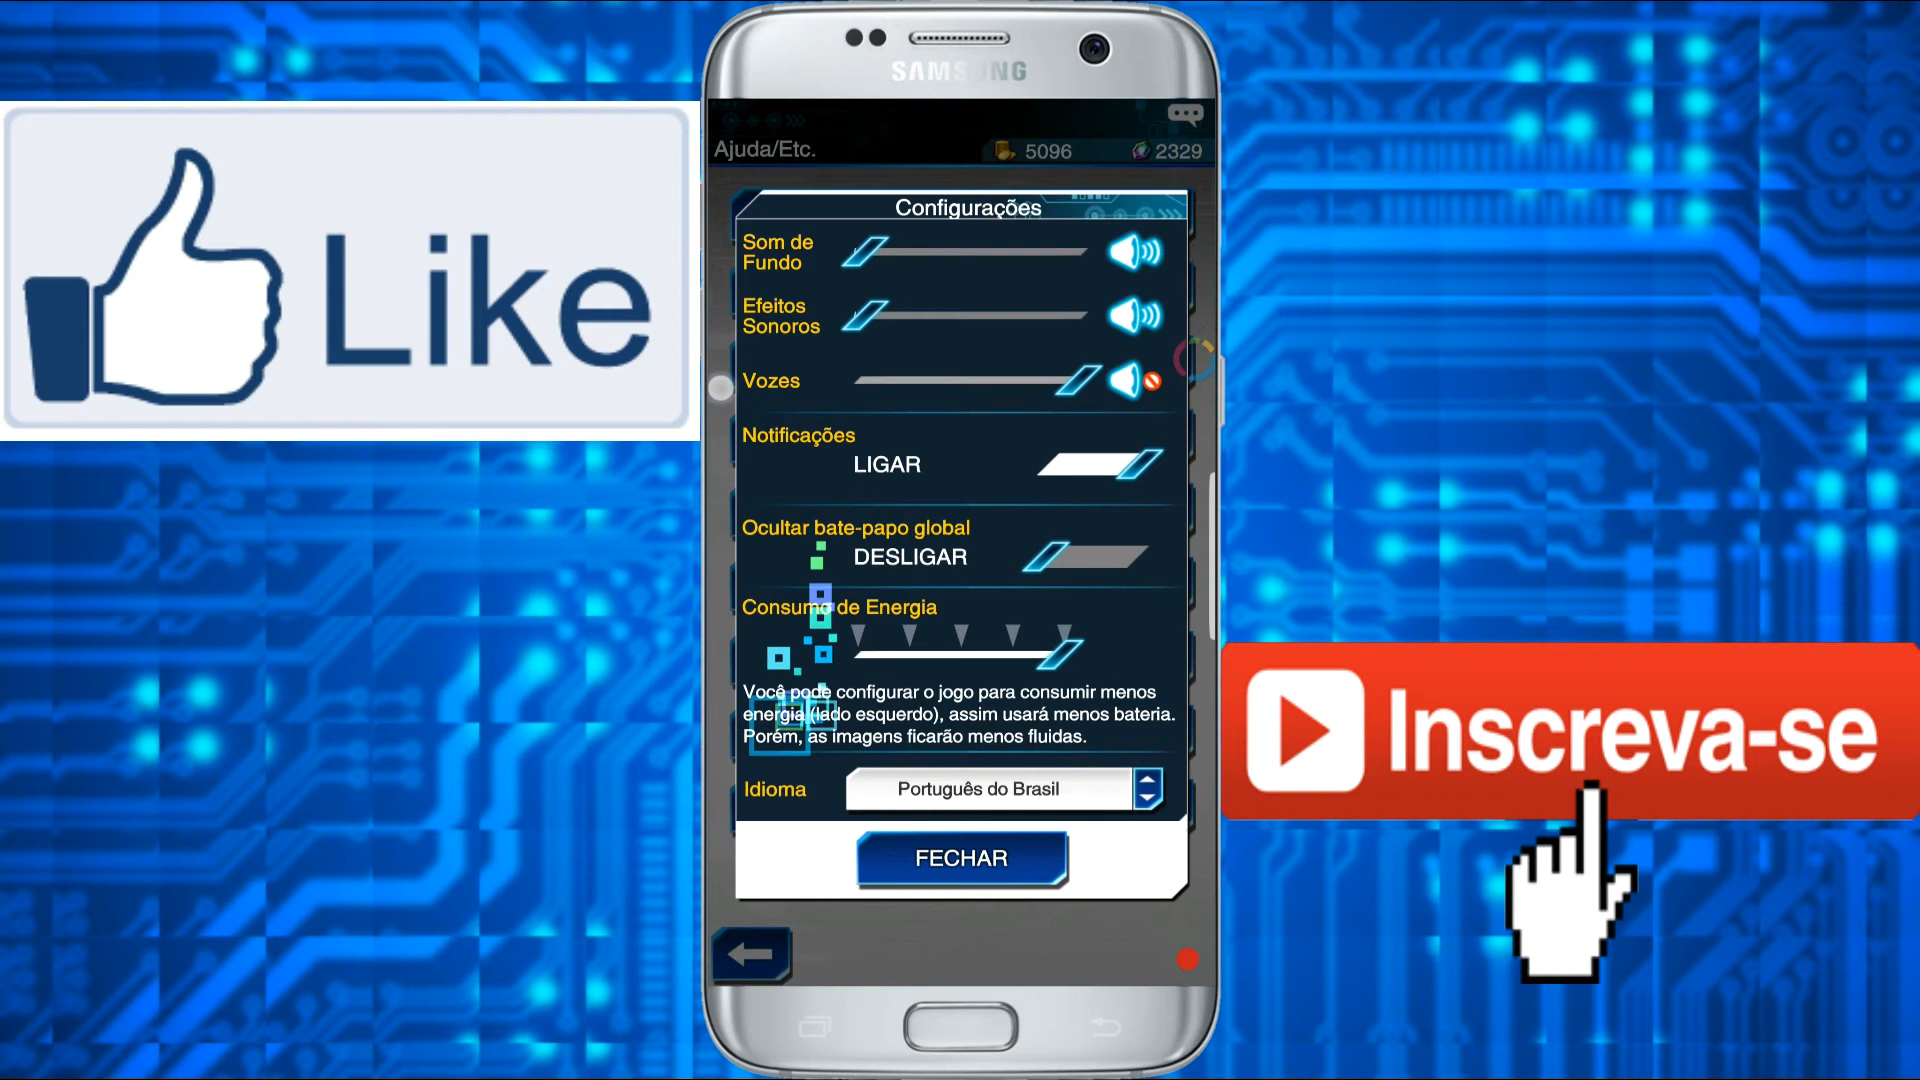 SAMSUNG
Ajuda/Etc.
5096
2329
Like
Configurações
Som de
Fundo
Efeitos
Sonoros
Vozes
Notificações
LIGAR
Ocultar bate-papo global
DESLIGAR
Consumo de Energia
Você pode configurar o jogo para consumir menos
energia (lado esquerdo), assim usará menos bateria.
Porém, as imagens ficarão menos fluidas.
Idioma
Português do Brasil
FECHAR
Inscreva-se